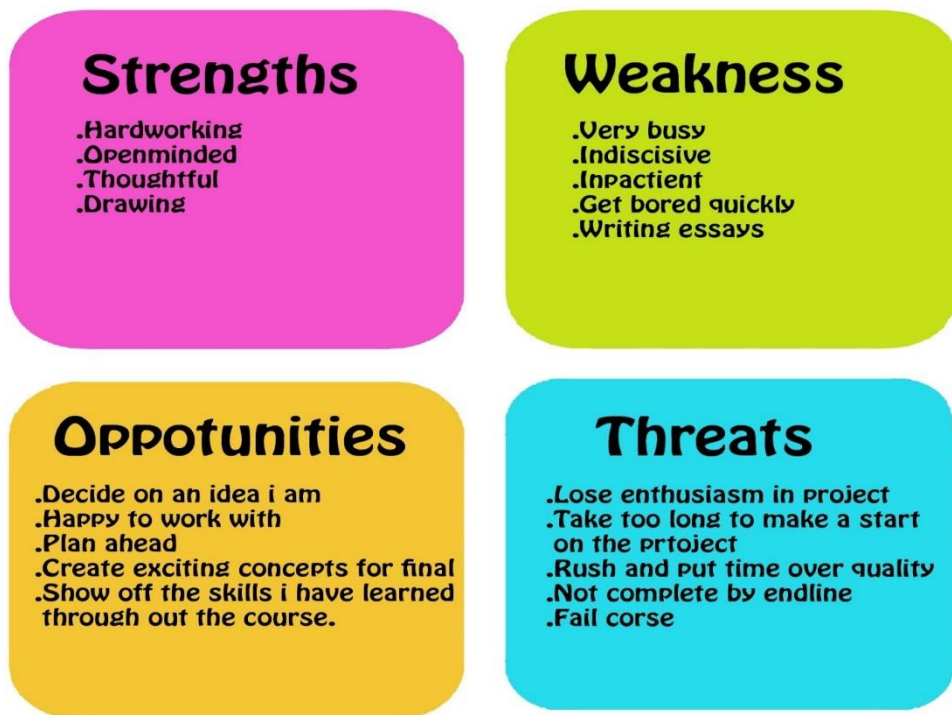 Strengths
.Hardworking
.Openminded
.Thoughtful
.Drawing
Weakness
.Very busy
.Indiscisive
.Inpactient
.Get bored quickly
.Writing essays
Oppotunities
.Decide on an idea i am
.Happy to work with
.Plan ahead
.Create exciting concepts for final
.Show off the skills i have learned
through out the course.
Threats
.Lose enthusiasm in project
.Take too long to make a start
on the prtoject
.Rush and put time over quality
.Not complete by endline
.Fail corse